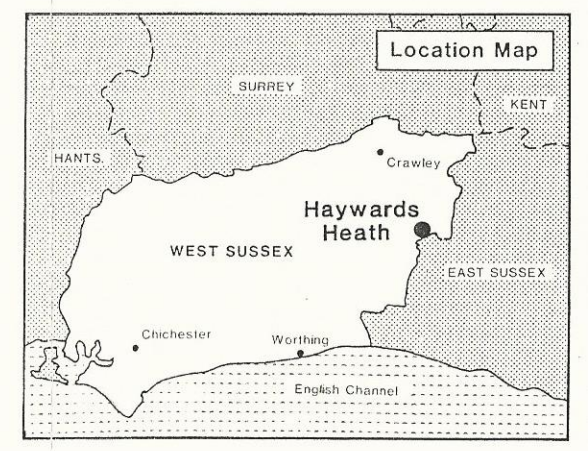 Location Map
SURREY
KENT
HANTS.
Crawley
Haywards
Heath
WEST SUSSEX
EAST SUSSEX
Chichester
Worthing
English Channel